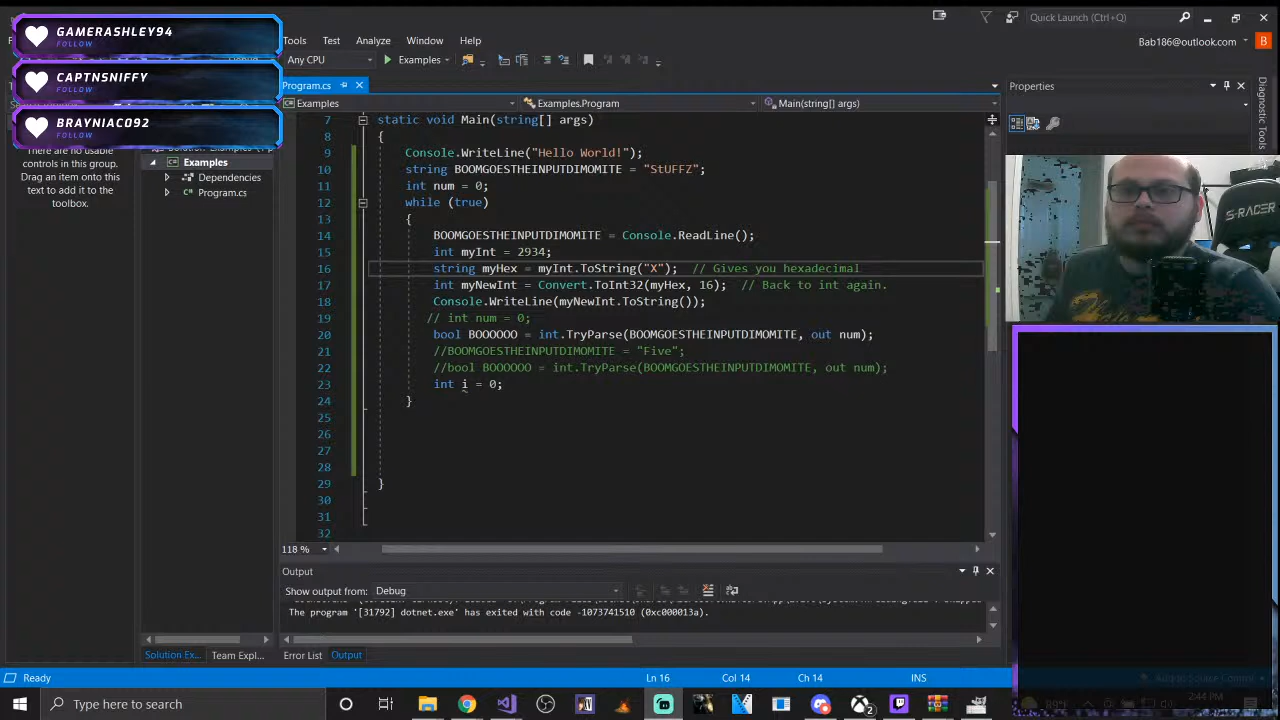 GAMERASHLEY94
FOLLOW
CAPTNSNIFFY
FOLLOW
BRAYNIAC092
FOLLOW
Tools Test Analyze Window Help
Quick Launch (Ctrl+Q)
Any CPU
Examples
Bab186@outlook.com
B
Program.cs
Examples
Examples.Program
Main(string[] args)
Properties
Diagnostic Tools
There are no usable
controls in this group.
Drag an item onto this
text to add it to the
toolbox.
Examples
Dependencies
Program.cs
7 static void Main(string[] args)
8 {
9 Console.WriteLine("Hello World!");
10 string BOOMGOESTHEINPUTDIMOMITE = "StUFFZ";
11 int num = 0;
12 while (true)
13 {
14 BOOMGOESTHEINPUTDIMOMITE = Console.ReadLine();
15 int myInt = 2934;
16 string myHex = myInt.ToString("X"); // Gives you hexadecimal
17 int myNewInt = Convert.ToInt32(myHex, 16); // Back to int again.
18 Console.WriteLine(myNewInt.ToString());
19 // int num = 0;
20 bool BOOOOOO = int.TryParse(BOOMGOESTHEINPUTDIMOMITE, out num);
21 //BOOMGOESTHEINPUTDIMOMITE = "Five";
22 //bool BOOOOOO = int.TryParse(BOOMGOESTHEINPUTDIMOMITE, out num);
23 int i = 0;
24 }
25
26
27
28
29 }
30
31
32
118 %
S-RACER
Output
Show output from: Debug
The program '[31792] dotnet.exe' has exited with code -1073741510 (0xc000013a).
Solution Ex... Team Expl...
Error List Output
Ready
Ln 16 Col 14 Ch 14 INS
Type here to search
89°F
2:44 PM